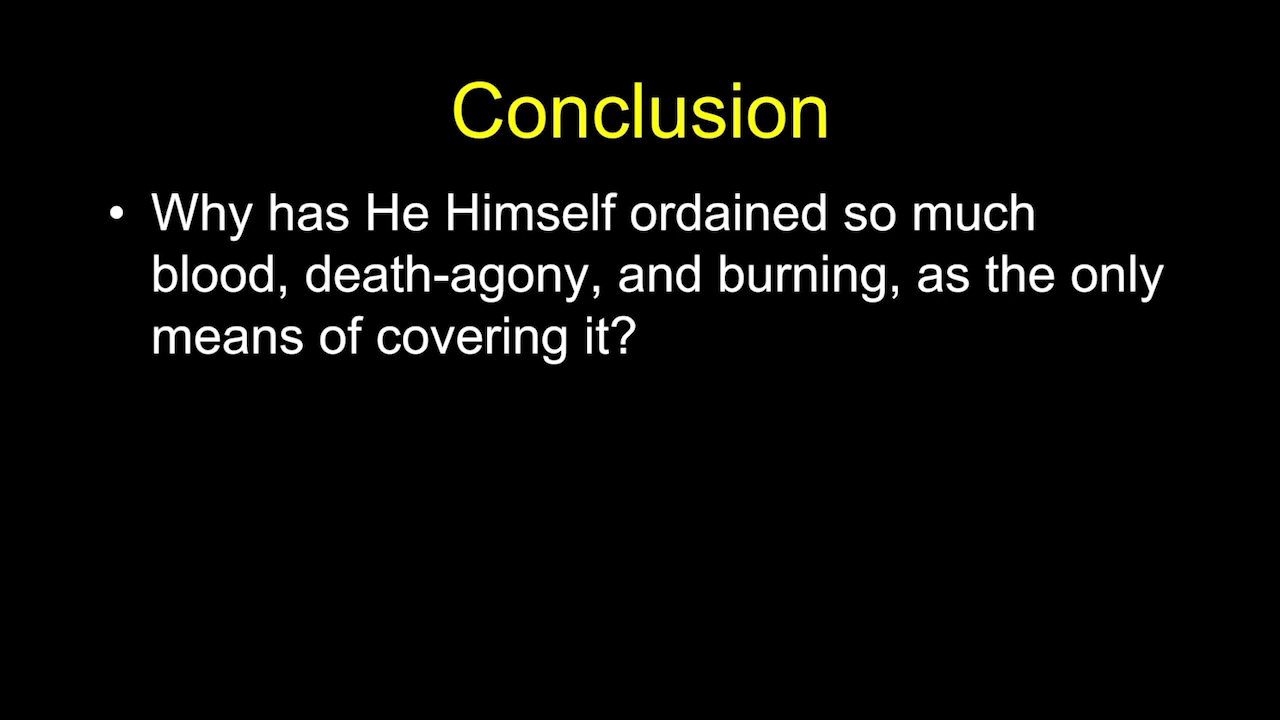 Conclusion
• Why has He Himself ordained so much
blood, death-agony, and burning, as the only
means of covering it?